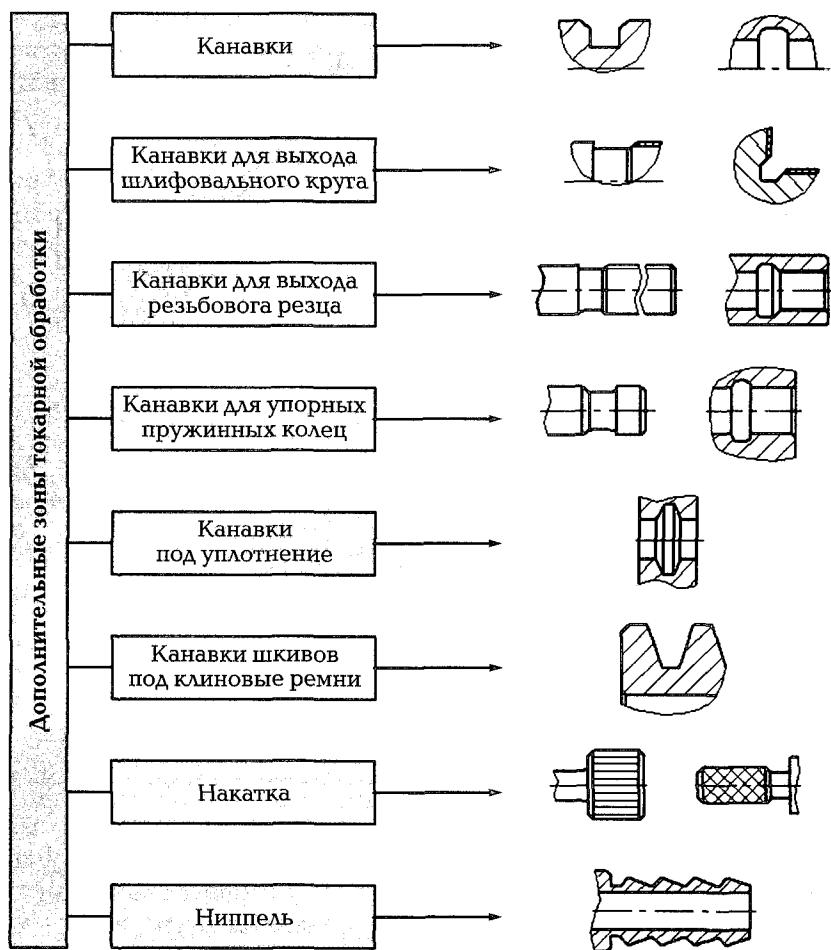 Дополнительные зоны токарной обработки
Канавки
Канавки для выхода
шлифовального круга
Канавки для выхода
резьбовога резца
Канавки для упорных
пружинных колец
Канавки
под уплотнение
Канавки шкивов
под клиновые ремни
Накатка
Ниппель